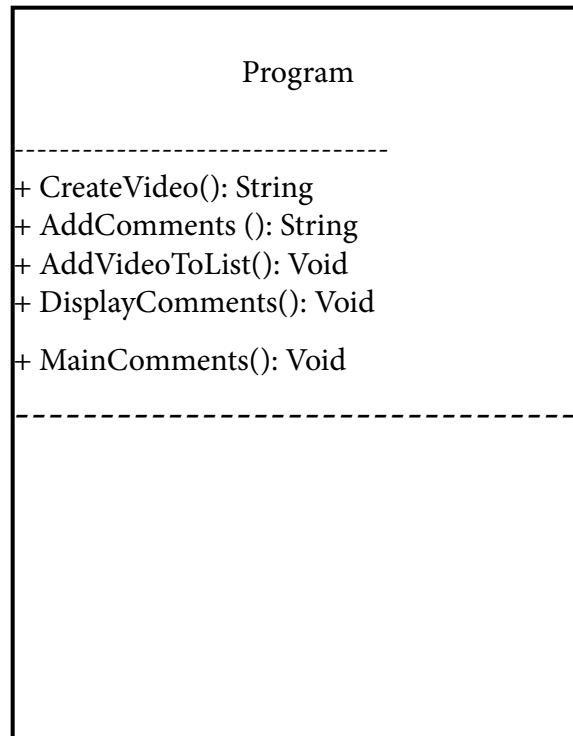 Program
---------------------------------
+ CreateVideo(): String
+ AddComments (): String
+ AddVideoToList(): Void
+ DisplayComments(): Void
+ MainComments(): Void
---------------------------------